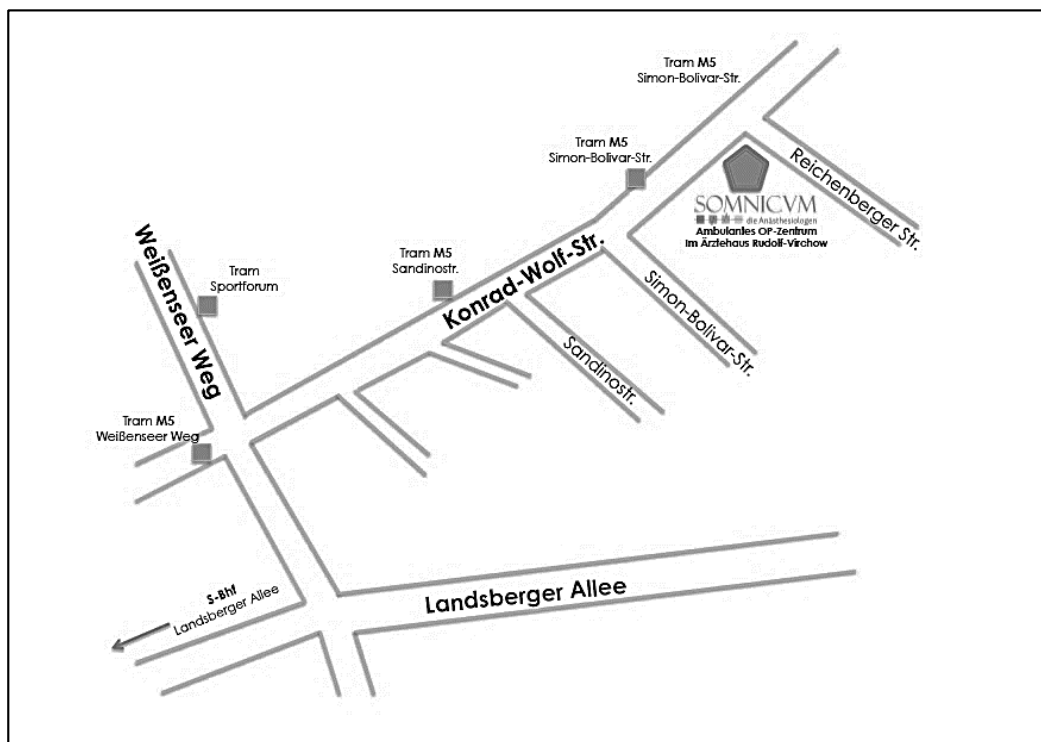 Tram M5
Simon-Bolivar-Str.
Tram M5
Simon-Bolivar-Str.
Reichenberger Str.
SOMNICVM
die Anästhesiologen
Ambulantes OP-Zentrum
Im Ärztehaus Rudolf-Virchow
Weißenseer Weg
Tram
Sportforum
Tram M5
Sandinostr.
Konrad-Wolf-Str.
Simon-Bolivar-Str.
Sandinostr.
Tram M5
Weißenseer Weg
S-Bhf
Landsberger Allee
Landsberger Allee